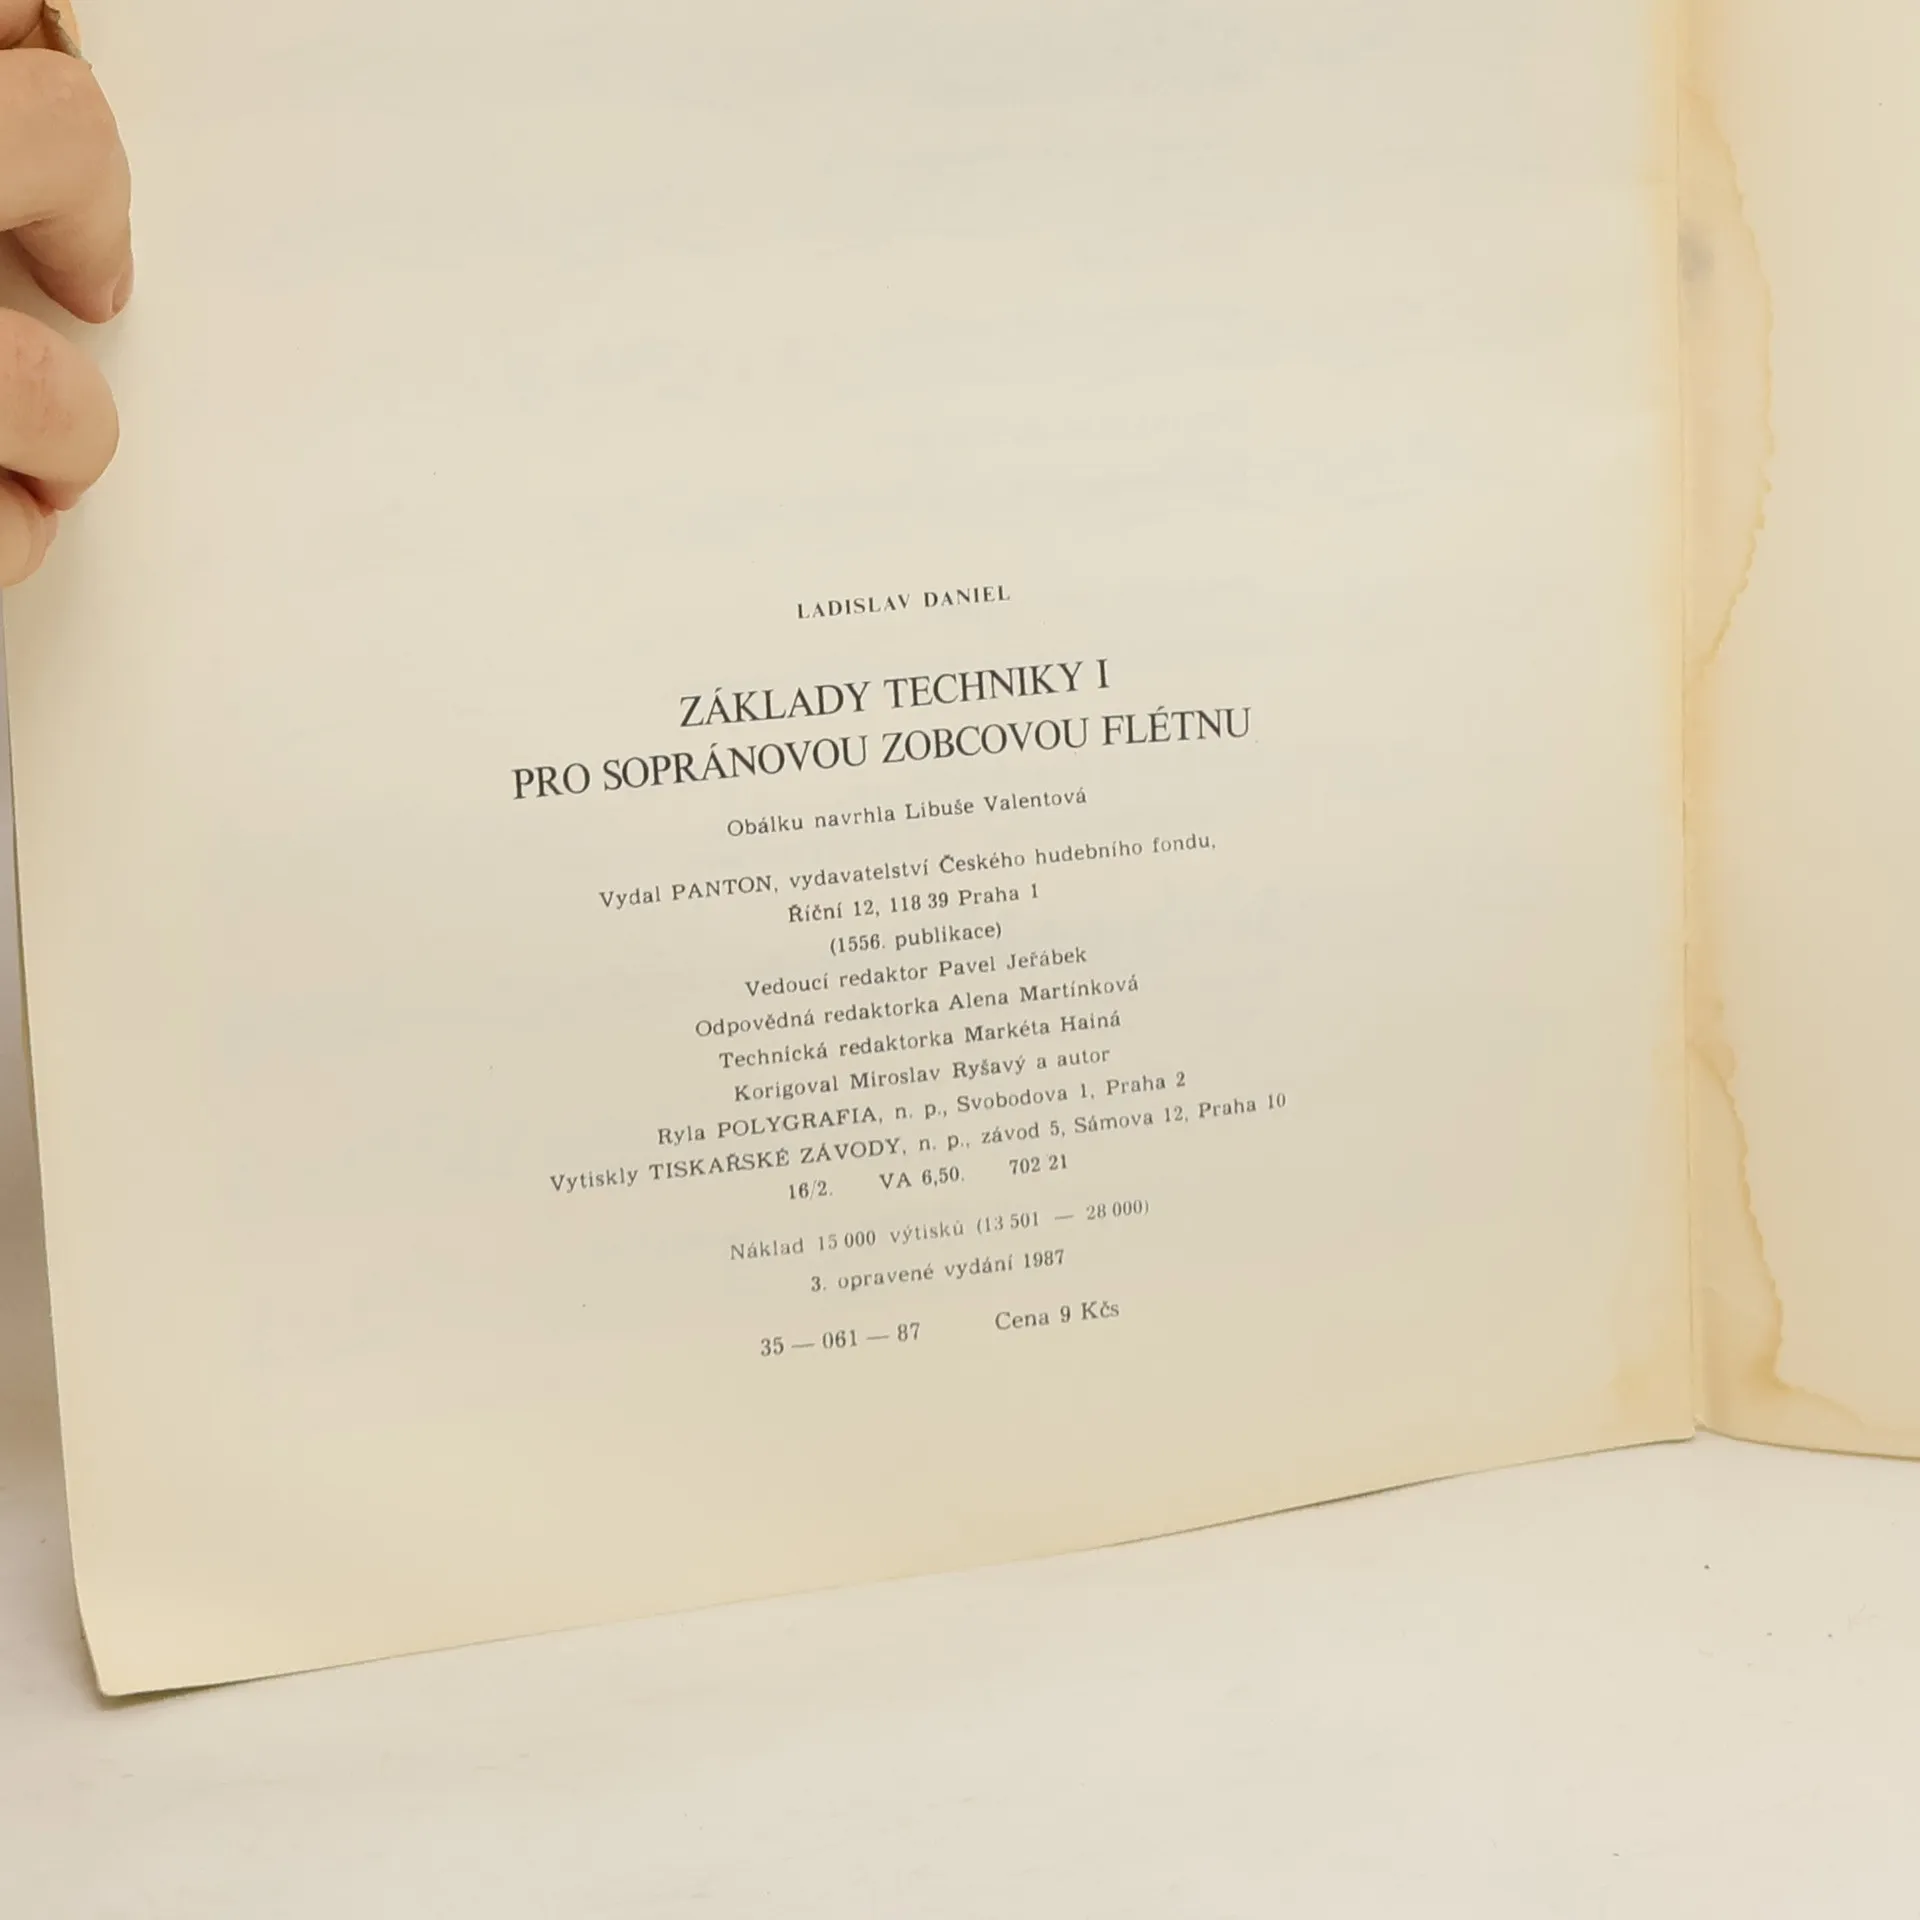 LADISLAV DANIEL
ZÁKLADY TECHNIKY I
PRO SOPRÁNOVOU ZOBCOVOU FLÉTNU
Obálku navrhla Libuše Valentová
Vydal PANTON, vydavatelství Českého hudebního fondu,
Říční 12, 118 39 Praha 1
(1556. publikace)
Vedoucí redaktor Pavel Jeřábek
Odpovědná redaktorka Alena Martínková
Technická redaktorka Markéta Hainá
Korigoval Miroslav Ryšavý a autor
Ryla POLYGRAFIA, n. p., Svobodova 1, Praha 2
Vytiskly TISKAŘSKÉ ZÁVODY, n. p., závod 5, Sámova 12, Praha 10
16/2. VA 6,50. 702 21
Náklad 15 000 výtisků (13 501 — 28 000)
3. opravené vydání 1987
35 — 061 — 87 Cena 9 Kčs